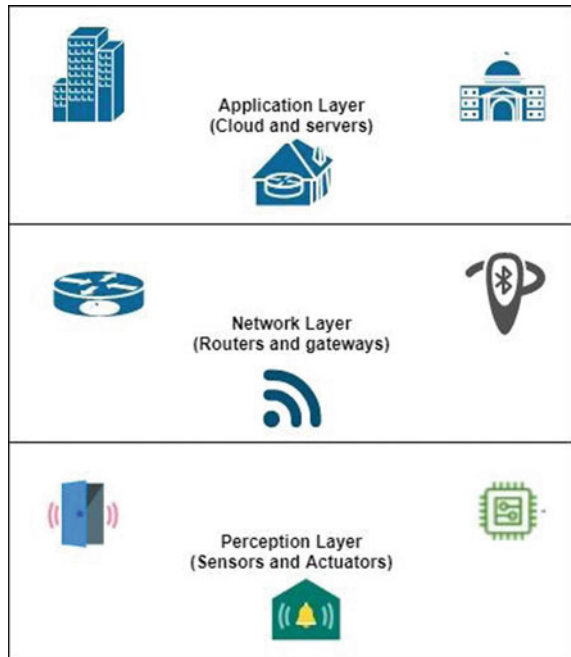 Application Layer
(Cloud and servers)
Network Layer
(Routers and gateways)
Perception Layer
(Sensors and Actuators)